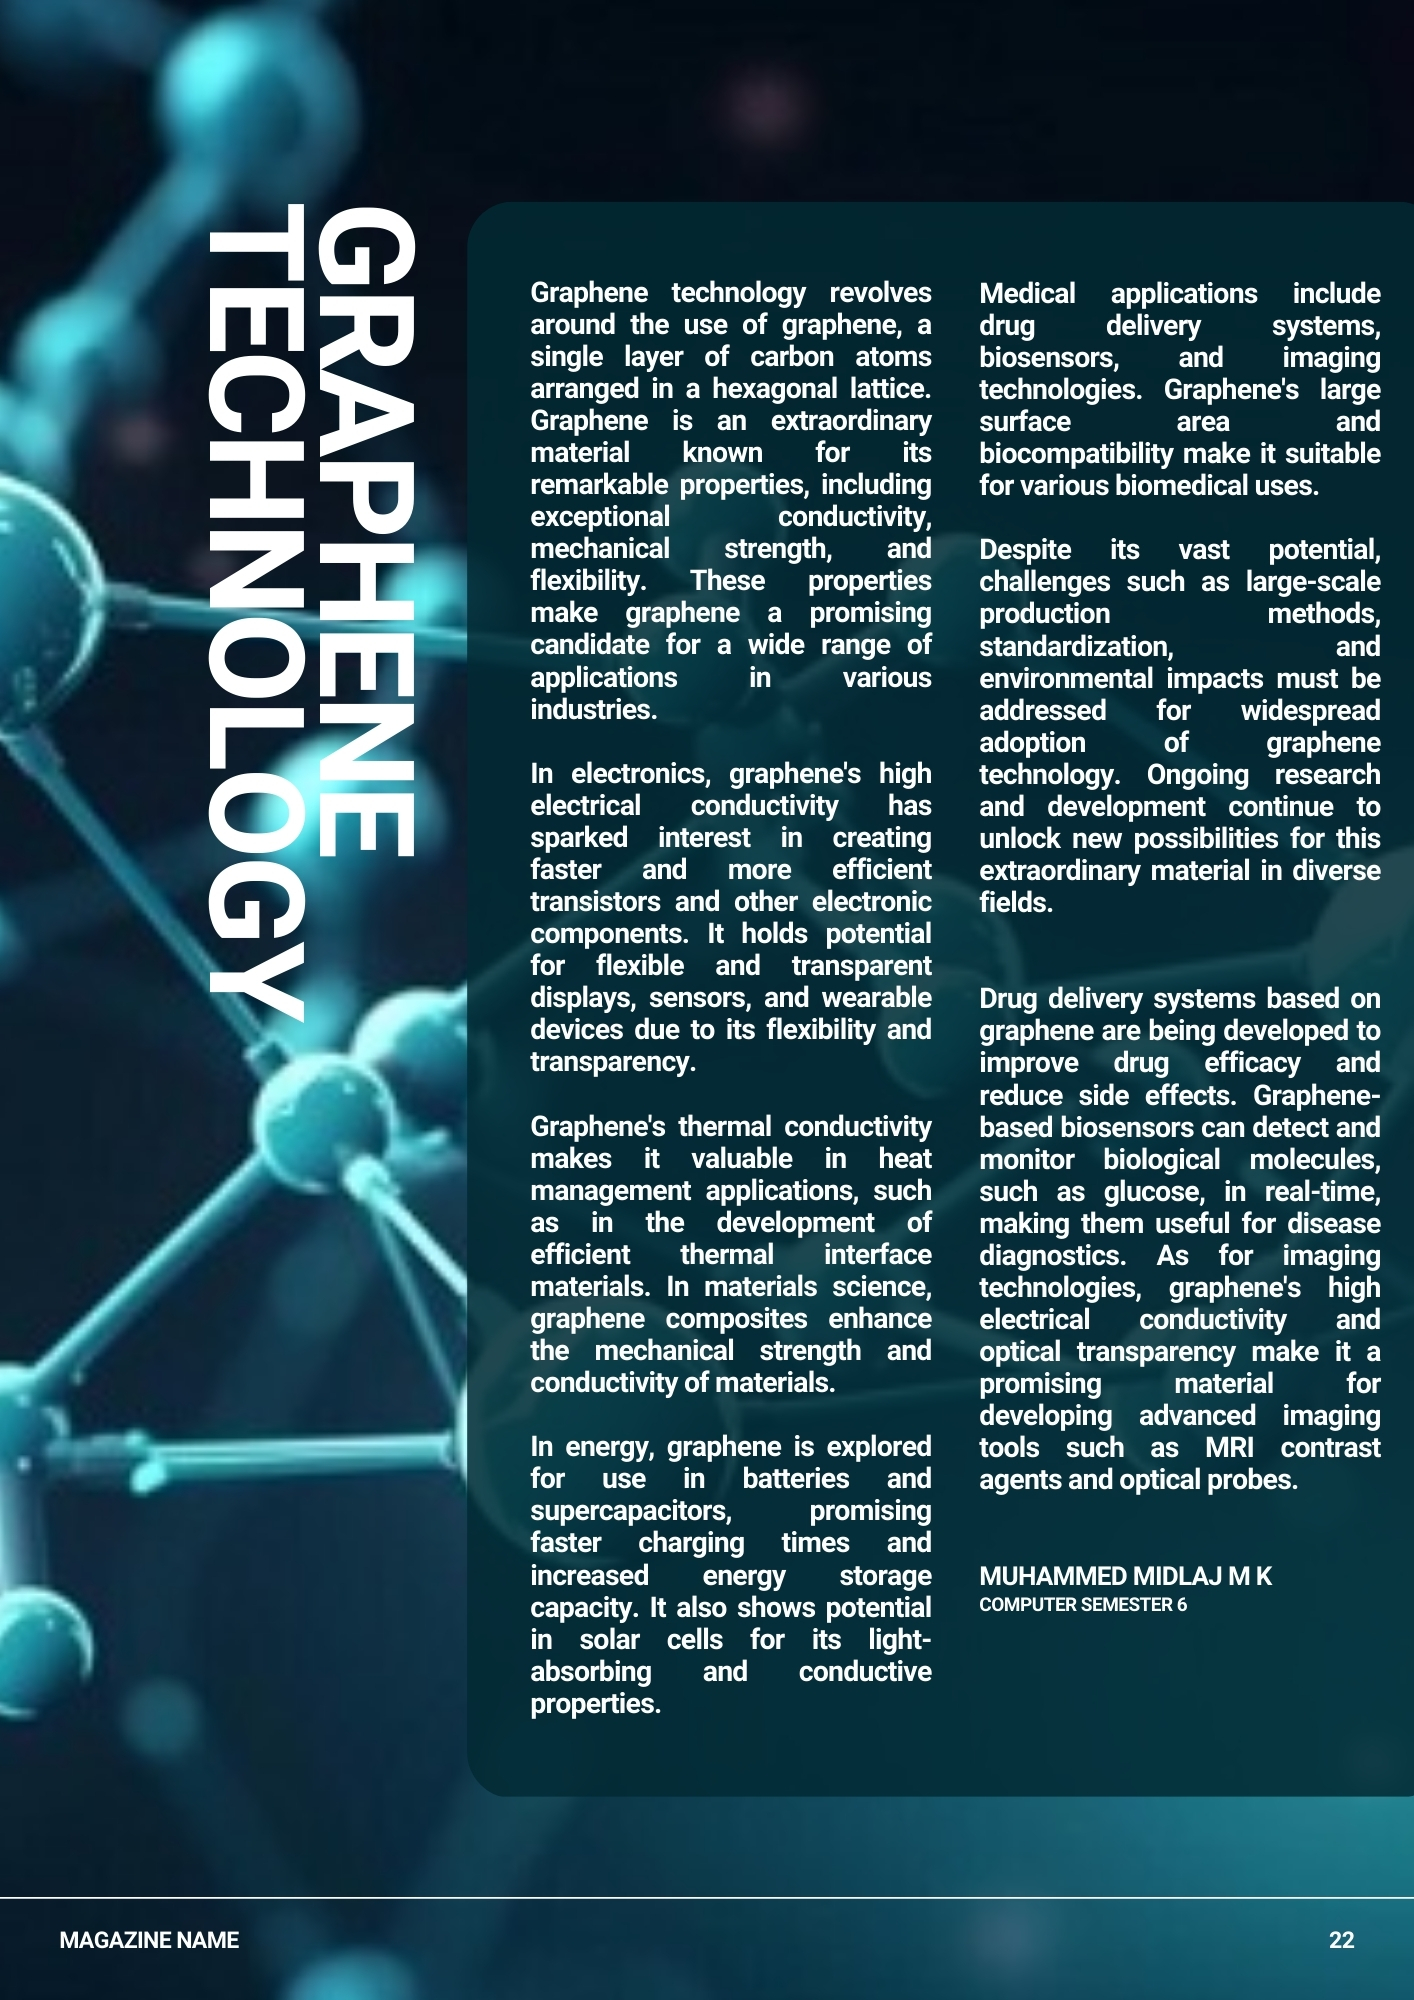 GRAPHENE
TECHNOLOGY
Graphene technology revolves
around the use of graphene, a
single layer of carbon atoms
arranged in a hexagonal lattice.
Graphene is an extraordinary
material known for its
remarkable properties, including
exceptional conductivity,
mechanical strength, and
flexibility. These properties
make graphene a promising
candidate for a wide range of
applications in various
industries.
In electronics, graphene's high
electrical conductivity has
sparked interest in creating
faster and more efficient
transistors and other electronic
components. It holds potential
for flexible and transparent
displays, sensors, and wearable
devices due to its flexibility and
transparency.
Graphene's thermal conductivity
makes it valuable in heat
management applications, such
as in the development of
efficient thermal interface
materials. In materials science,
graphene composites enhance
the mechanical strength and
conductivity of materials.
In energy, graphene is explored
for use in batteries and
supercapacitors, promising
faster charging times and
increased energy storage
capacity. It also shows potential
in solar cells for its light-
absorbing and conductive
properties.
Medical applications include
drug delivery systems,
biosensors, and imaging
technologies. Graphene's large
surface area and
biocompatibility make it suitable
for various biomedical uses.
Despite its vast potential,
challenges such as large-scale
production methods,
standardization, and
environmental impacts must be
addressed for widespread
adoption of graphene
technology. Ongoing research
and development continue to
unlock new possibilities for this
extraordinary material in diverse
fields.
Drug delivery systems based on
graphene are being developed to
improve drug efficacy and
reduce side effects. Graphene-
based biosensors can detect and
monitor biological molecules,
such as glucose, in real-time,
making them useful for disease
diagnostics. As for imaging
technologies, graphene's high
electrical conductivity and
optical transparency make it a
promising material for
developing advanced imaging
tools such as MRI contrast
agents and optical probes.
MUHAMMED MIDLAJ M K
COMPUTER SEMESTER 6
MAGAZINE NAME
22